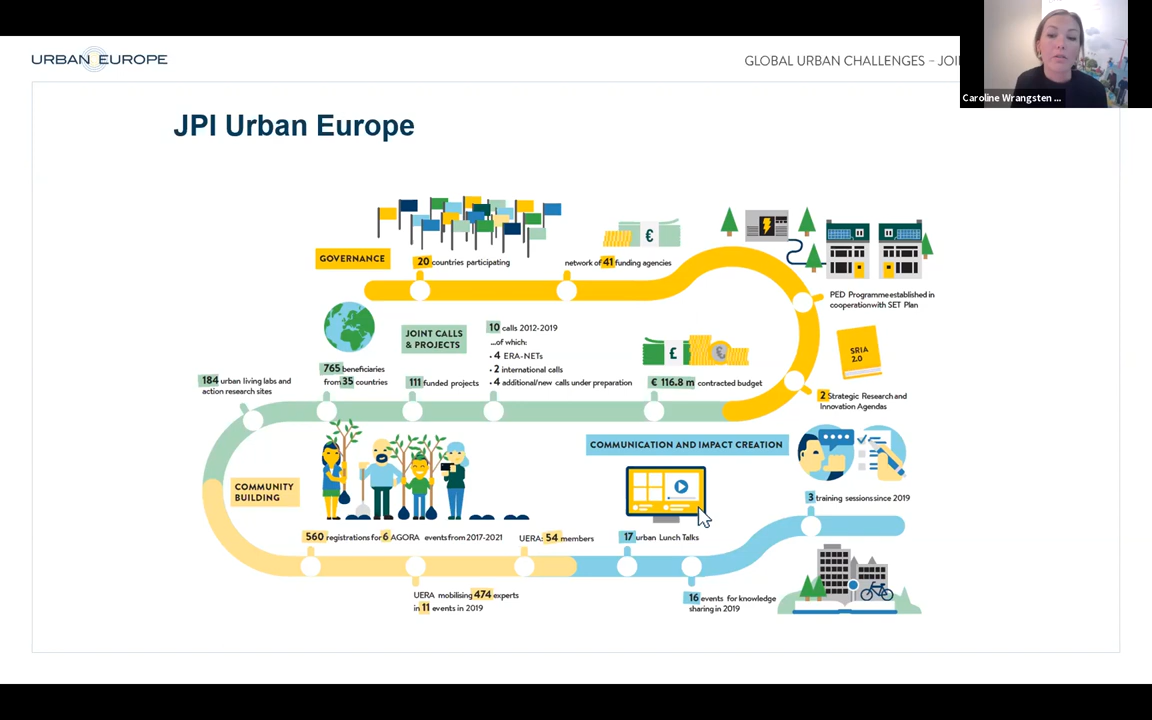 URBAN EUROPE
GLOBAL URBAN CHALLENGES – JOI
Caroline Wrangsten ...
JPI Urban Europe
GOVERNANCE
20 countries participating
network of 41 funding agencies
€
PED Programme established in
cooperation with SET Plan
SRIA
2.0
2 Strategic Research and
Innovation Agendas
JOINT CALLS
& PROJECTS
10 calls 2012-2019
...of which:
• 4 ERA-NETs
• 2 international calls
• 4 additional/new calls under preparation
€
€ 116.8 m contracted budget
111 funded projects
765 beneficiaries
from 35 countries
184 urban living labs and
action research sites
COMMUNITY
BUILDING
560 registrations for 6 AGORA events from 2017-2021
UERA mobilising 474 experts
in 11 events in 2019
UERA: 54 members
COMMUNICATION AND IMPACT CREATION
17 urban Lunch Talks
16 events for knowledge
sharing in 2019
3 training sessions since 2019